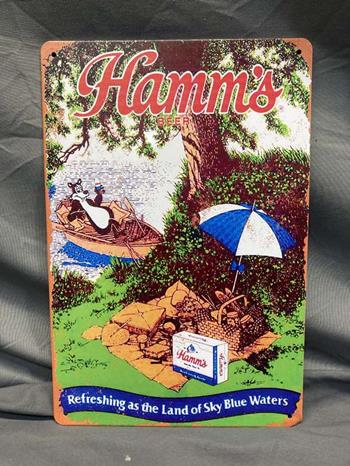 Hamm's
BEER
Hamm's
Refreshing as the Land of Sky Blue Waters